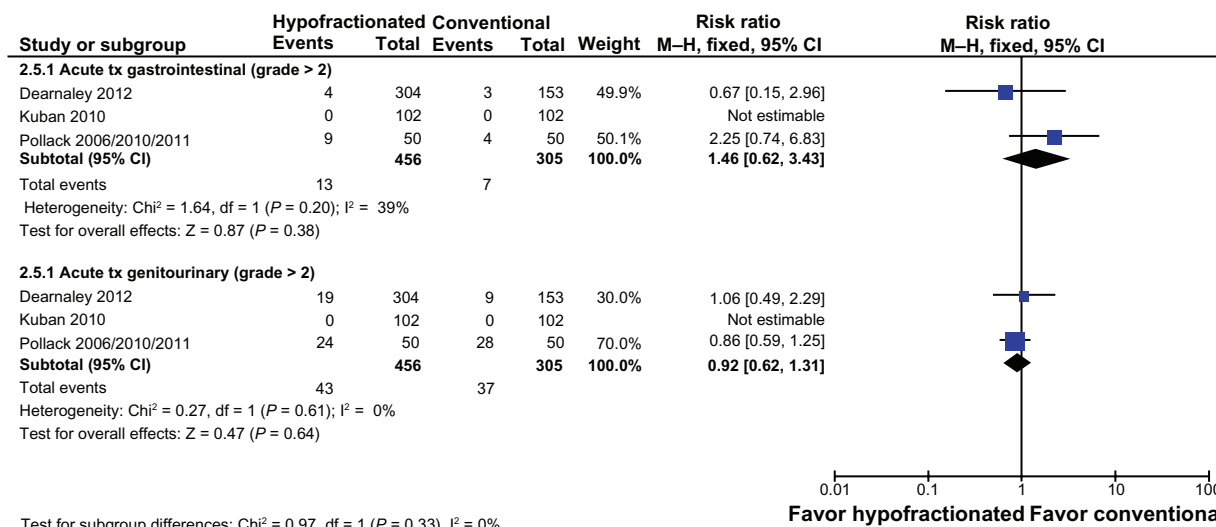 Hypofractionated Conventional Risk ratio Risk ratio
Study or subgroup Events Total Events Total Weight M–H, fixed, 95% CI M–H, fixed, 95% CI
2.5.1 Acute tx gastrointestinal (grade > 2)
Dearnaley 2012 4 304 3 153 49.9% 0.67 [0.15, 2.96]
Kuban 2010 0 102 0 102 Not estimable
Pollack 2006/2010/2011 9 50 4 50 50.1% 2.25 [0.74, 6.83]
Subtotal (95% CI) 456 305 100.0% 1.46 [0.62, 3.43]
Total events 13 7
Heterogeneity: Chi² = 1.64, df = 1 (P = 0.20); I² = 39%
Test for overall effects: Z = 0.87 (P = 0.38)
2.5.1 Acute tx genitourinary (grade > 2)
Dearnaley 2012 19 304 9 153 30.0% 1.06 [0.49, 2.29]
Kuban 2010 0 102 0 102 Not estimable
Pollack 2006/2010/2011 24 50 28 50 70.0% 0.86 [0.59, 1.25]
Subtotal (95% CI) 456 305 100.0% 0.92 [0.62, 1.31]
Total events 43 37
Heterogeneity: Chi² = 0.27, df = 1 (P = 0.61); I² = 0%
Test for overall effects: Z = 0.47 (P = 0.64)
0.01 0.1 1 10 100
Favor hypofractionated Favor conventiona
Test for subgroup differences: Chi² = 0.97, df = 1 (P = 0.33), I² = 0%